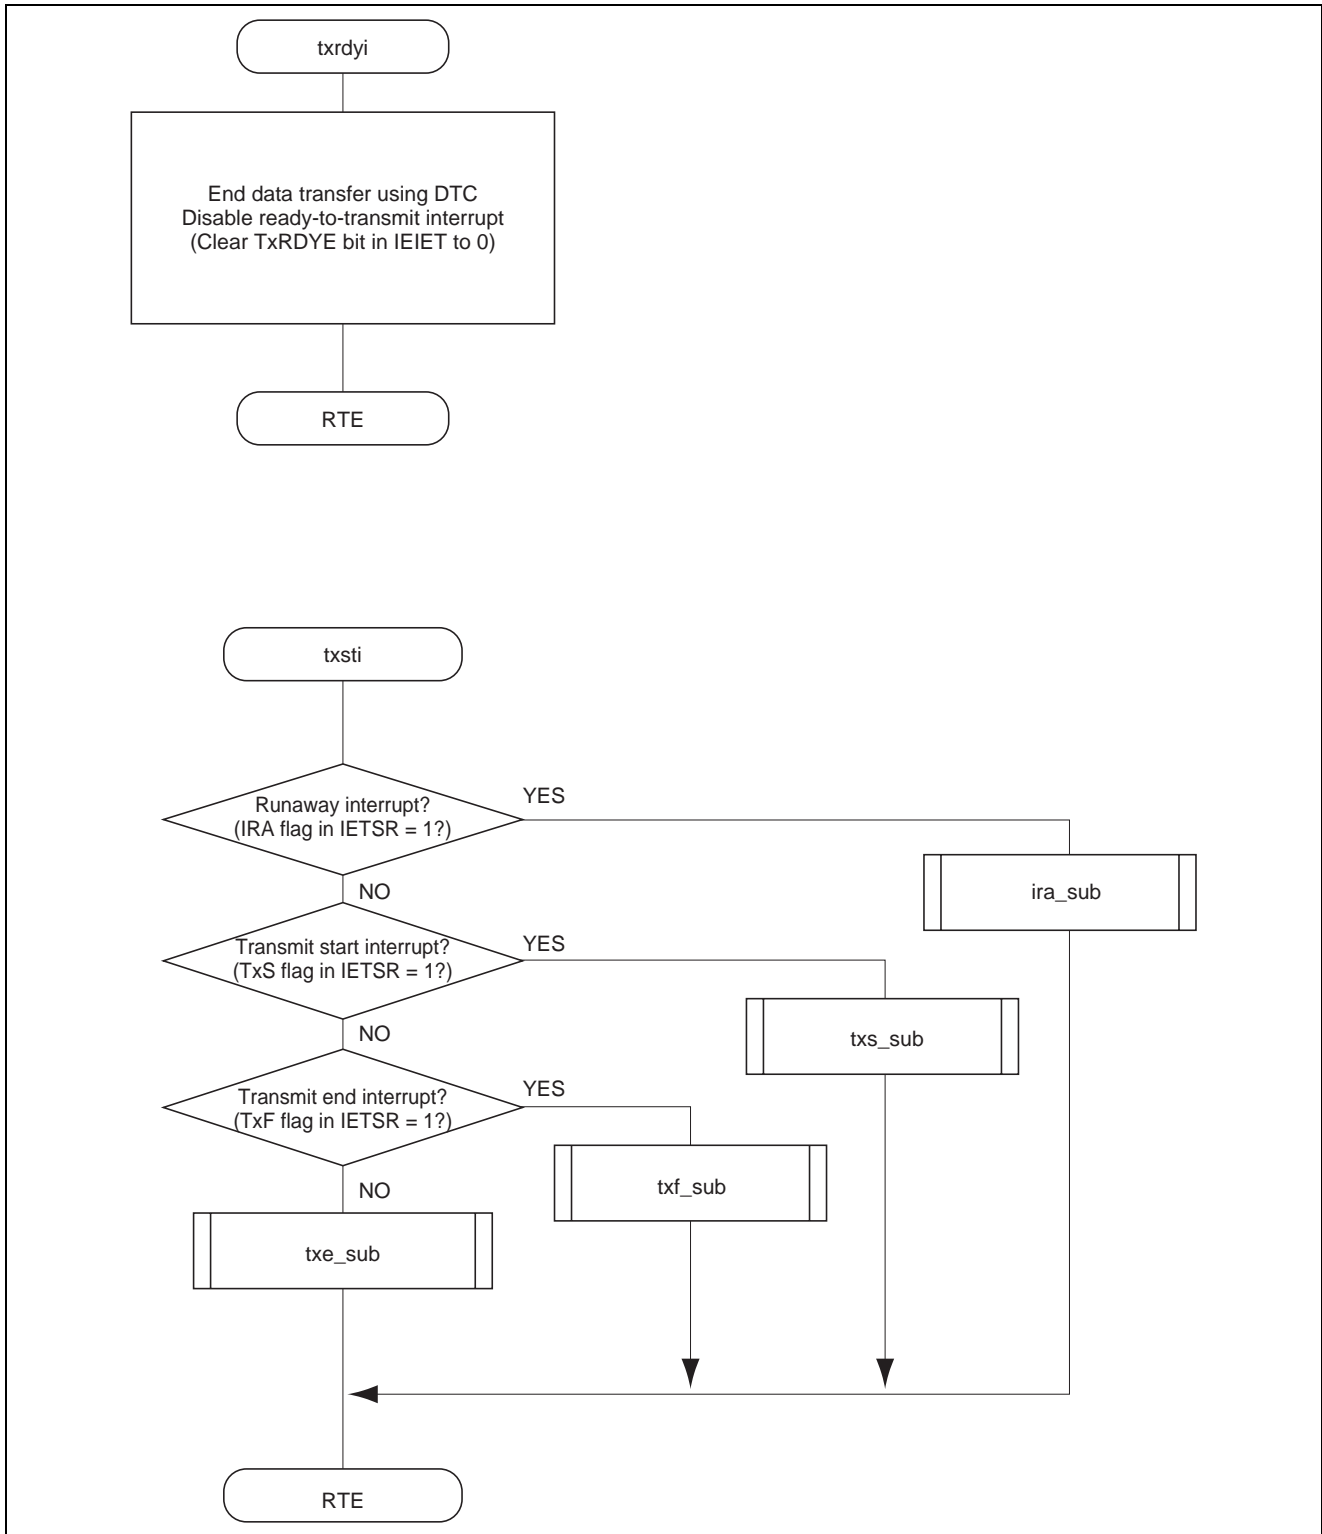 txrdyi
End data transfer using DTC
Disable ready-to-transmit interrupt
(Clear TxRDYE bit in IEIET to 0)
RTE
txsti
Runaway interrupt?
(IRA flag in IETSR = 1?)
YES
NO
ira_sub
Transmit start interrupt?
(TxS flag in IETSR = 1?)
YES
NO
txs_sub
Transmit end interrupt?
(TxF flag in IETSR = 1?)
YES
NO
txf_sub
txe_sub
RTE